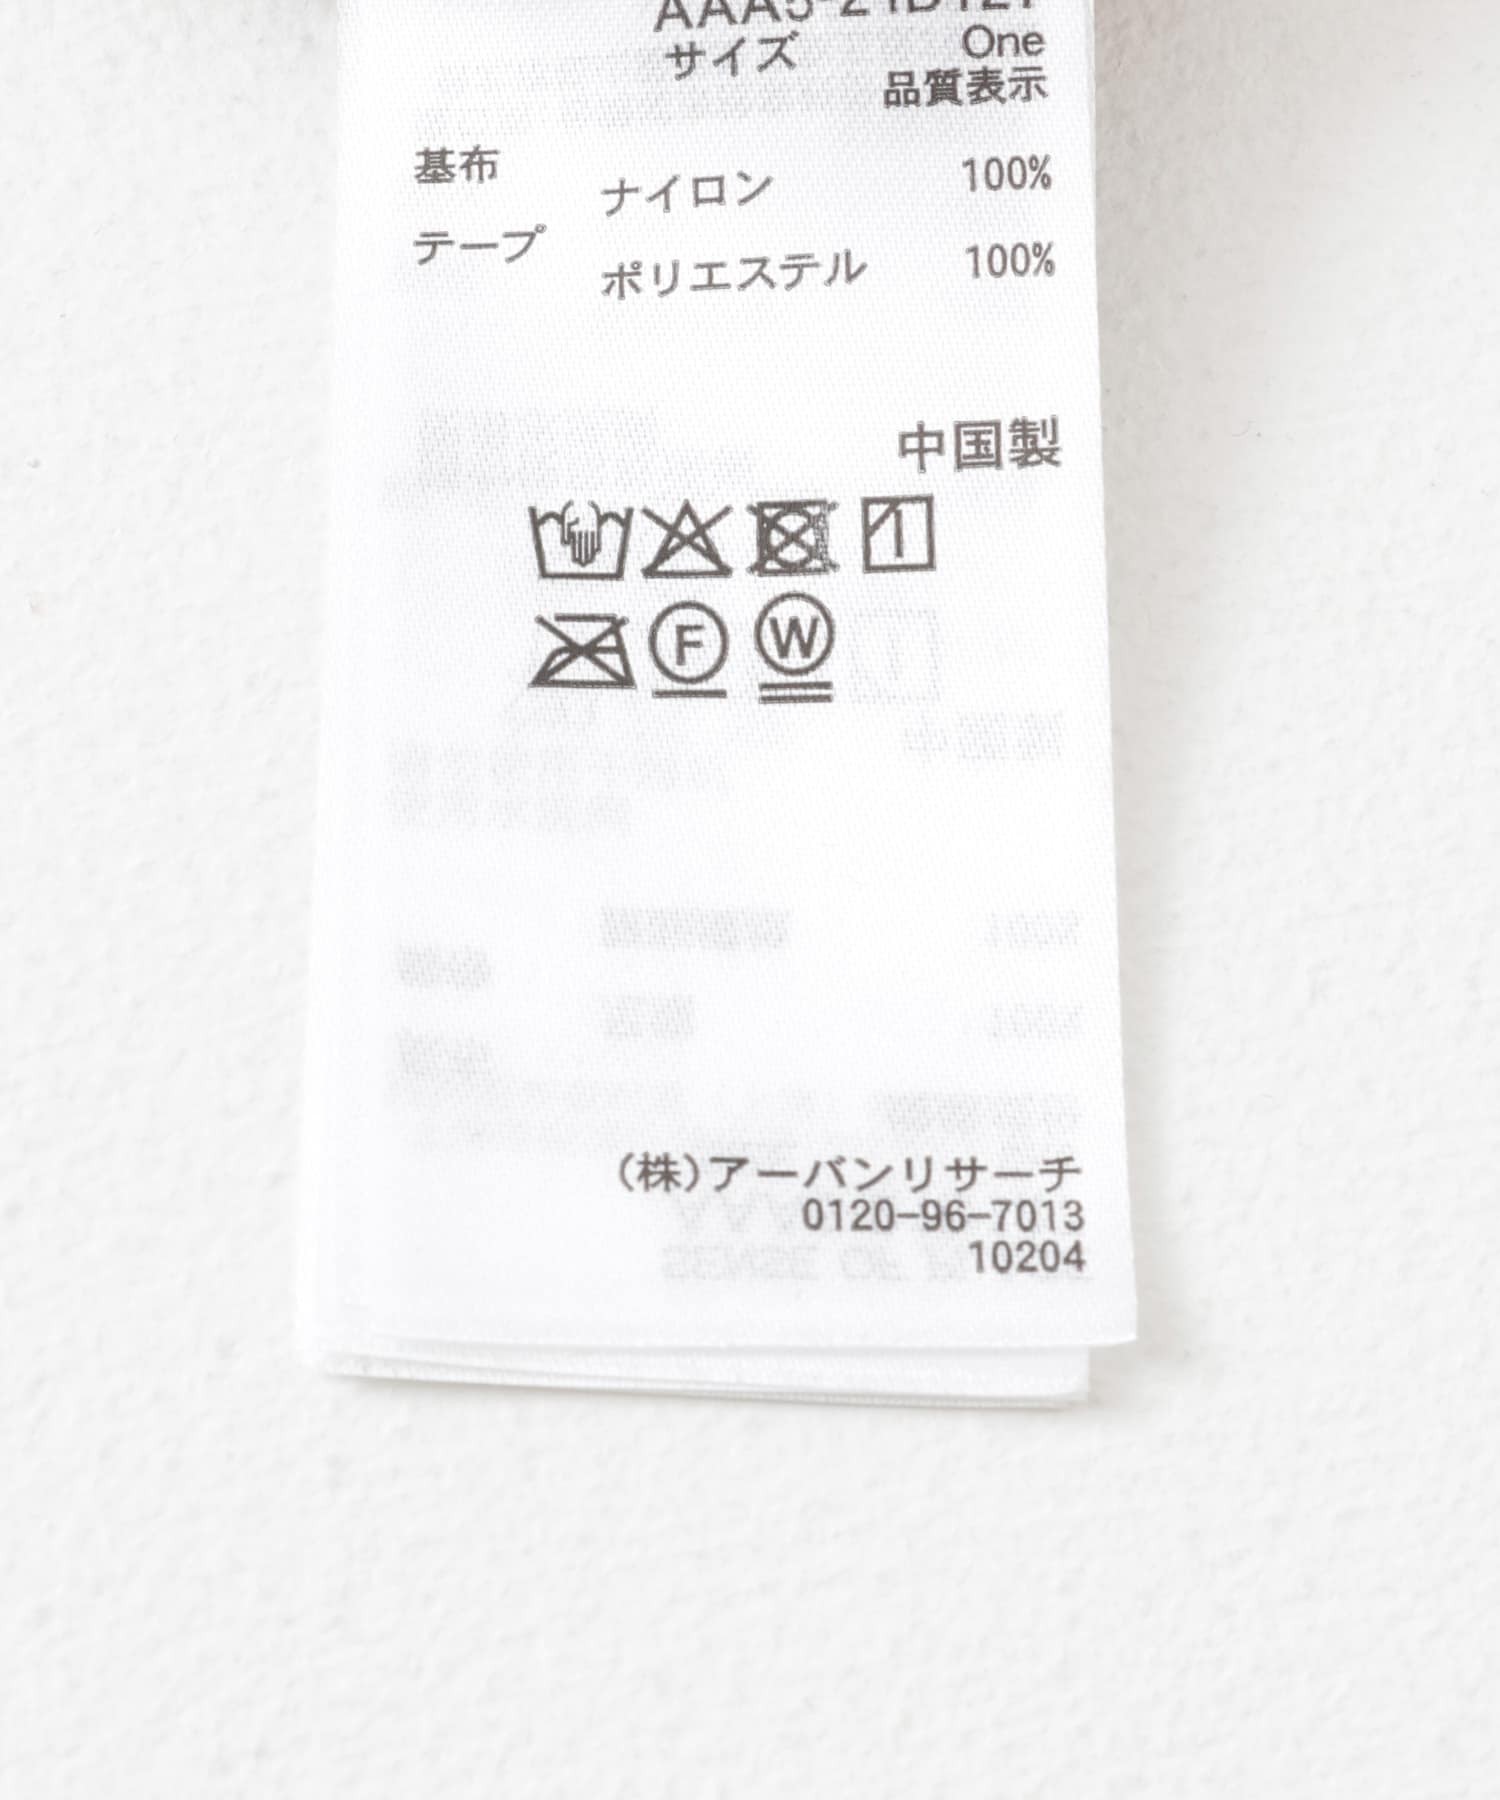 サイズ One
品質表示
基布
ナイロン 100%
テープ
ポリエステル 100%
中国製
F W
(株)アーバンリサーチ
0120-96-7013
10204